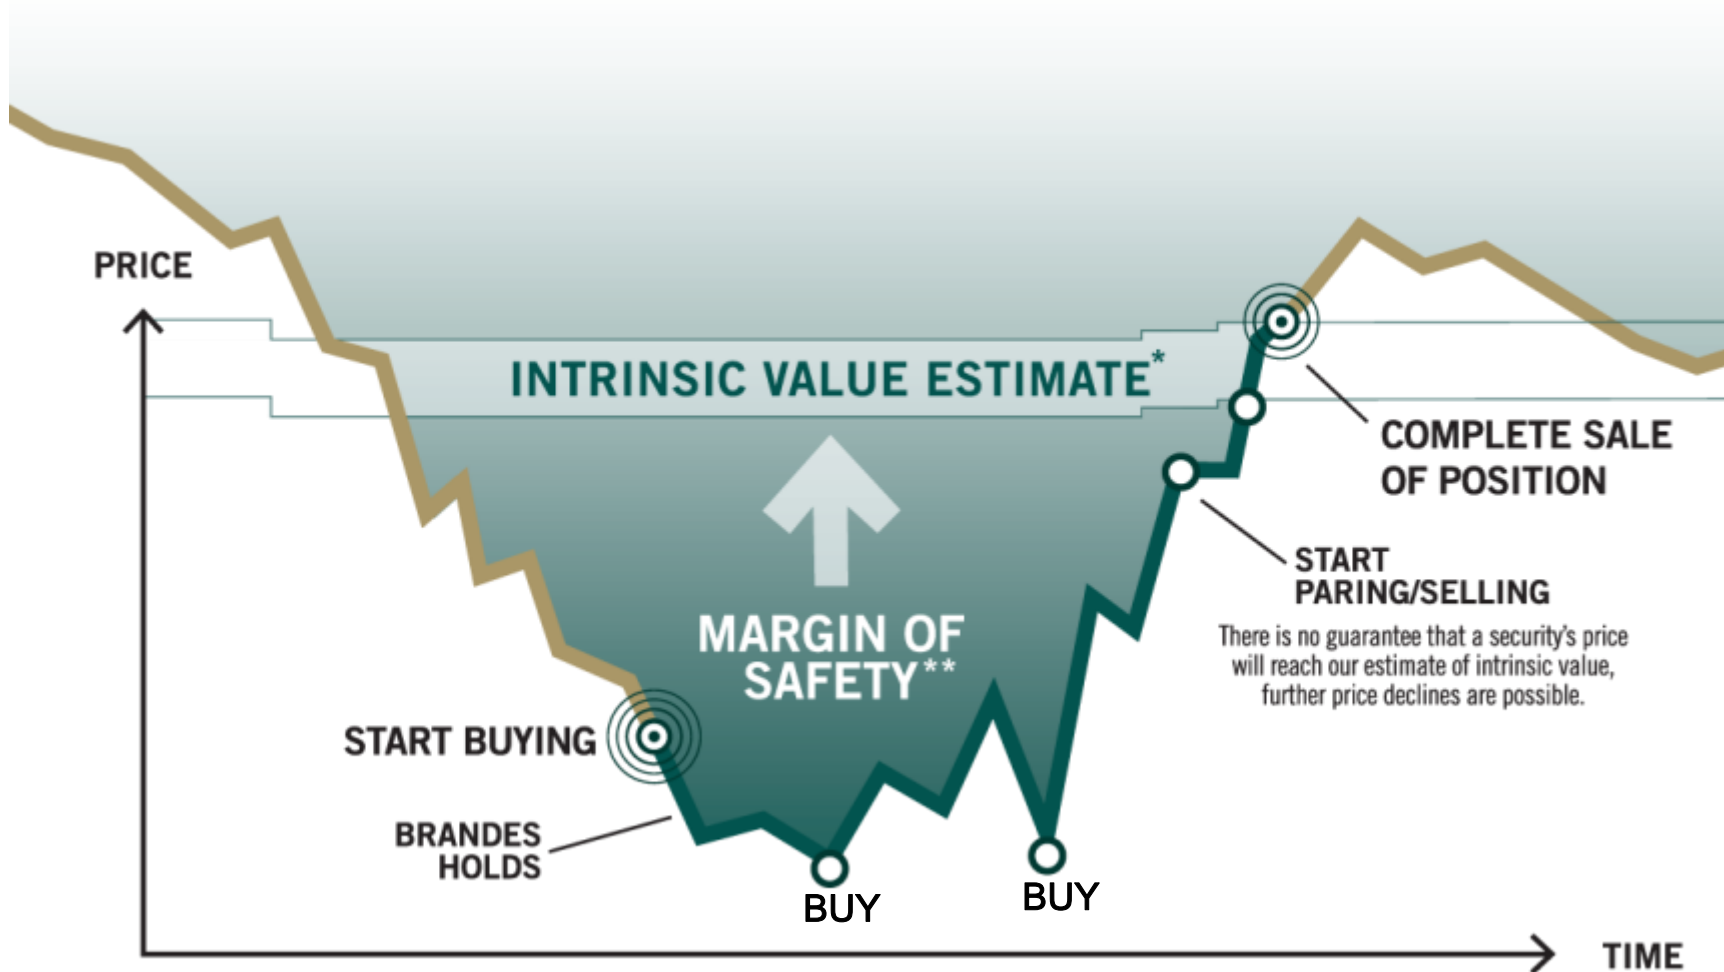 PRICE
INTRINSIC VALUE ESTIMATE*
COMPLETE SALE
OF POSITION
START
PARING/SELLING
There is no guarantee that a security's price
will reach our estimate of intrinsic value,
further price declines are possible.
MARGIN OF
SAFETY**
START BUYING
BRANDES
HOLDS
BUY
BUY
TIME